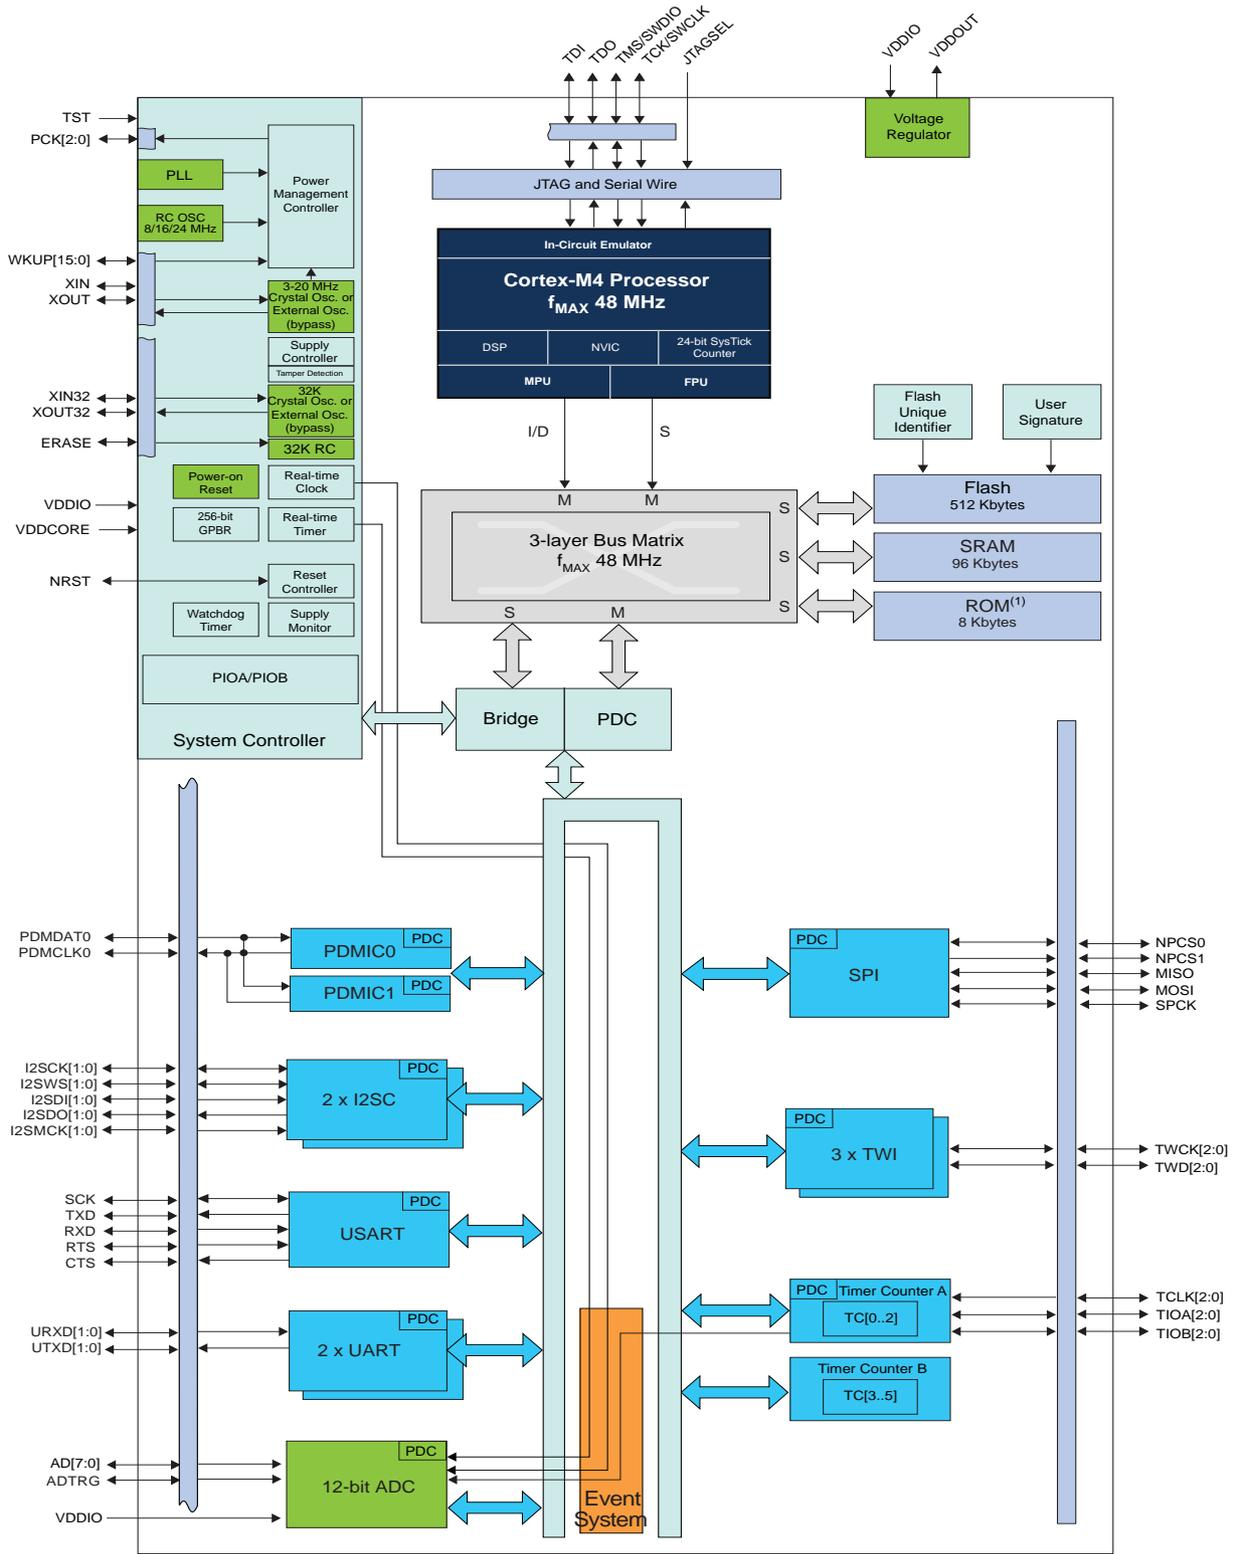 TDI
TDO
TMS/SWDIO
TCK/SWCLK
JTAGSEL
VDDIO
VDDOUT
TST
PCK[2:0]
PLL
RC OSC
8/16/24 MHz
Power
Management
Controller
WKUP[15:0]
XIN
XOUT
3-20 MHz
Crystal Osc. or
External Osc.
(bypass)
Supply
Controller
Tamper Detection
XIN32
XOUT32
ERASE
32K
Crystal Osc. or
External Osc.
(bypass)
32K RC
Power-on
Reset
Real-time
Clock
VDDIO
VDDCORE
256-bit
GPBR
Real-time
Timer
NRST
Reset
Controller
Watchdog
Timer
Supply
Monitor
PIOA/PIOB
System Controller
Voltage
Regulator
JTAG and Serial Wire
In-Circuit Emulator
Cortex-M4 Processor
fMAX 48 MHz
DSP
NVIC
24-bit SysTick
Counter
MPU
FPU
I/D
S
Flash
Unique
Identifier
User
Signature
M
M
S
3-layer Bus Matrix
fMAX 48 MHz
S
S
S
M
Flash
512 Kbytes
SRAM
96 Kbytes
ROM(1)
8 Kbytes
Bridge
PDC
PDMDAT0
PDMCLK0
PDC
PDMIC0
PDC
PDMIC1
PDC
SPI
NPCS0
NPCS1
MISO
MOSI
SPCK
I2SCK[1:0]
I2SWS[1:0]
I2SDI[1:0]
I2SDO[1:0]
I2SMCK[1:0]
PDC
2 x I2SC
PDC
3 x TWI
TWCK[2:0]
TWD[2:0]
SCK
TXD
RXD
RTS
CTS
PDC
USART
URXD[1:0]
UTXD[1:0]
PDC
2 x UART
PDC
Timer Counter A
TC[0..2]
TCLK[2:0]
TIOA[2:0]
TIOB[2:0]
Timer Counter B
TC[3..5]
AD[7:0]
ADTRG
VDDIO
PDC
12-bit ADC
Event
System